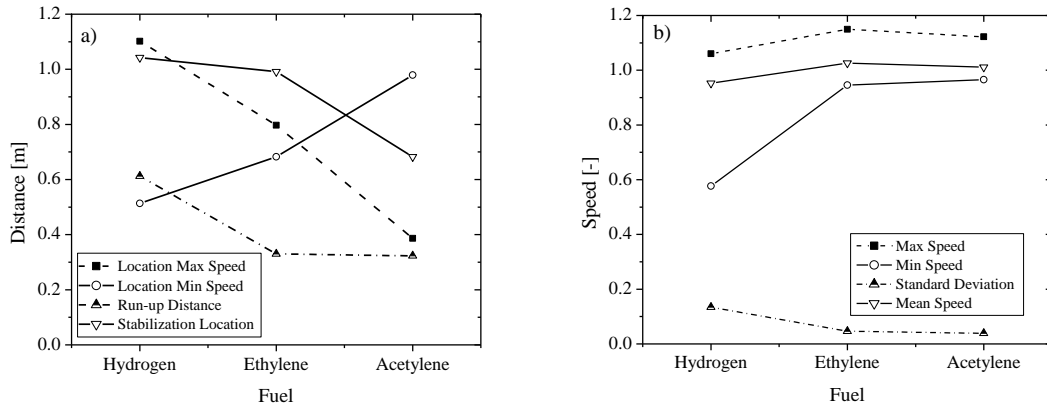 a)
1.2
1.0
0.8
0.6
0.4
0.2
0.0
Distance [m]
Location Max Speed
Location Min Speed
Run-up Distance
Stabilization Location
Hydrogen Ethylene Acetylene
Fuel
b)
1.2
1.0
0.8
0.6
0.4
0.2
0.0
Speed [-]
Max Speed
Min Speed
Standard Deviation
Mean Speed
Hydrogen Ethylene Acetylene
Fuel